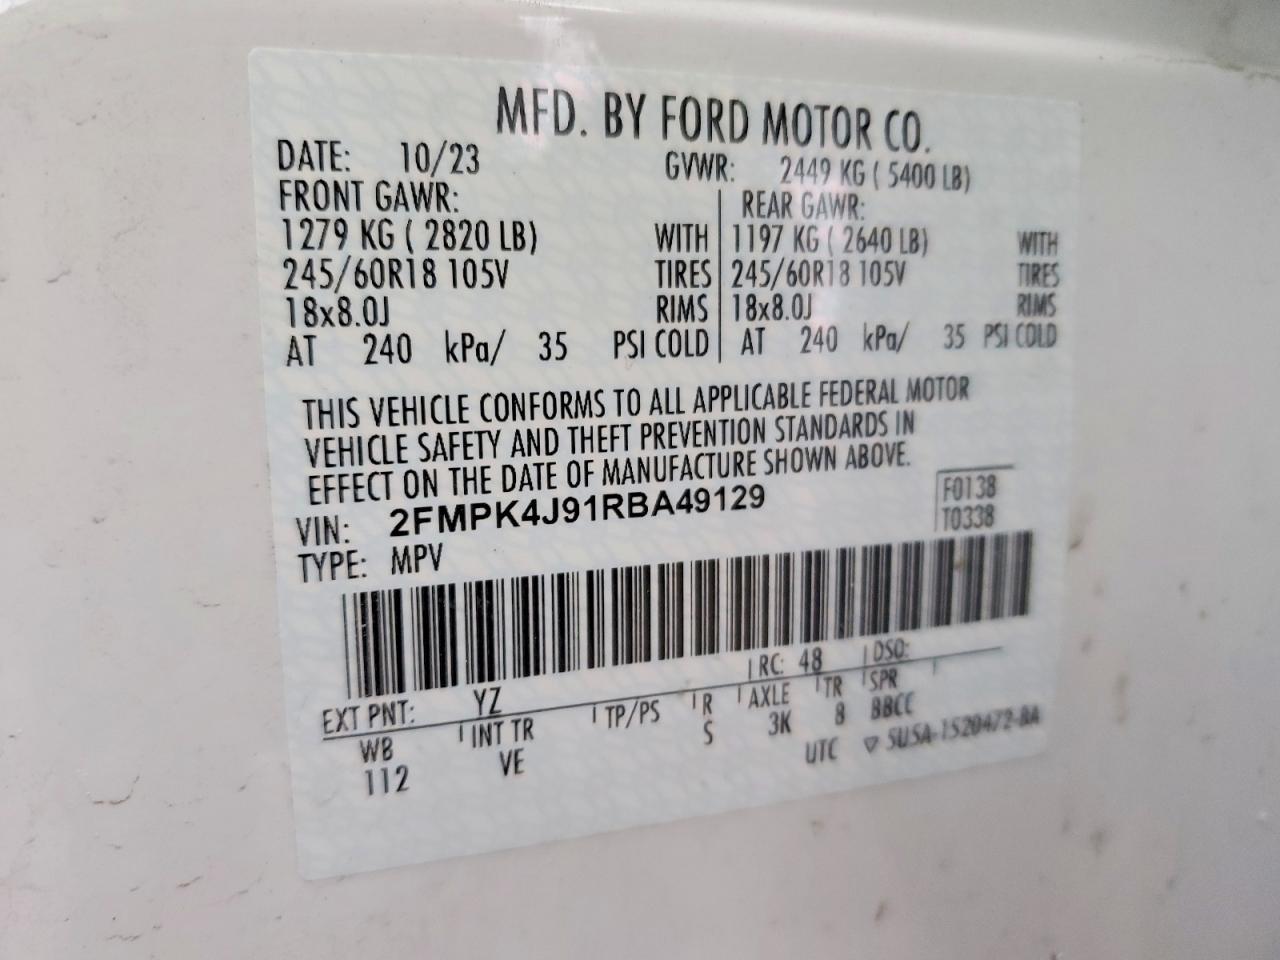 MFD. BY FORD MOTOR CO.
DATE: 10/23 GVWR: 2449 KG ( 5400 LB)
FRONT GAWR: REAR GAWR:
1279 KG ( 2820 LB) WITH 1197 KG ( 2640 LB) WITH
245/60R18 105V TIRES 245/60R18 105V TIRES
18x8.0J RIMS 18x8.0J RIMS
AT 240 kPa/ 35 PSI COLD AT 240 kPa/ 35 PSI COLD
THIS VEHICLE CONFORMS TO ALL APPLICABLE FEDERAL MOTOR
VEHICLE SAFETY AND THEFT PREVENTION STANDARDS IN
EFFECT ON THE DATE OF MANUFACTURE SHOWN ABOVE.
VIN: 2FMPK4J91RBA49129 F0138
TYPE: MPV T0338
EXT PNT: YZ RC: 48 DSO:
WB INT TR TP/PS R AXLE TR SPR
112 VE S 3K 8 BBCC
UTC ▽ 5U5A-1520472-BA